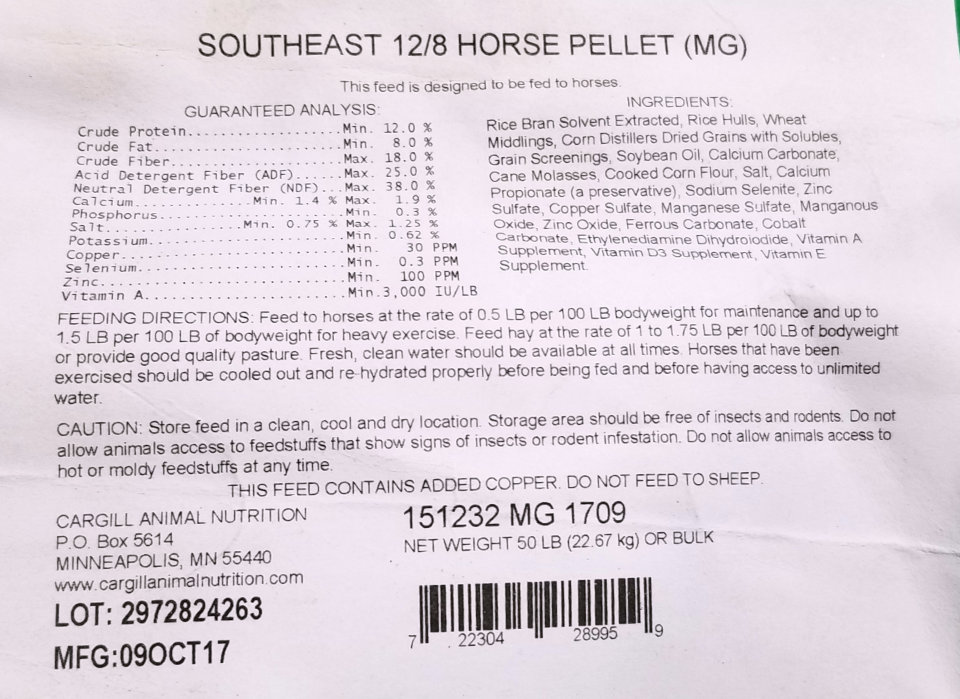 SOUTHEAST 12/8 HORSE PELLET (MG)
This feed is designed to be fed to horses.
GUARANTEED ANALYSIS:
Crude Protein...................Min. 12.0 %
Crude Fat.......................Min. 8.0 %
Crude Fiber.....................Max. 18.0 %
Acid Detergent Fiber (ADF)......Max. 25.0 %
Neutral Detergent Fiber (NDF)...Max. 38.0 %
Calcium..................Min. 1.4 % Max. 1.9 %
Phosphorus......................Min. 0.3 %
Salt.................Min. 0.75 % Max. 1.25 %
Potassium.......................Min. 0.62 %
Copper..........................Min. 30 PPM
Selenium........................Min. 0.3 PPM
Zinc............................Min. 100 PPM
Vitamin A.......................Min.3,000 IU/LB
INGREDIENTS:
Rice Bran Solvent Extracted, Rice Hulls, Wheat
Middlings, Corn Distillers Dried Grains with Solubles,
Grain Screenings, Soybean Oil, Calcium Carbonate,
Cane Molasses, Cooked Corn Flour, Salt, Calcium
Propionate (a preservative), Sodium Selenite, Zinc
Sulfate, Copper Sulfate, Manganese Sulfate, Manganous
Oxide, Zinc Oxide, Ferrous Carbonate, Cobalt
Carbonate, Ethylenediamine Dihydroiodide, Vitamin A
Supplement, Vitamin D3 Supplement, Vitamin E
Supplement.
FEEDING DIRECTIONS: Feed to horses at the rate of 0.5 LB per 100 LB bodyweight for maintenance and up to
1.5 LB per 100 LB of bodyweight for heavy exercise. Feed hay at the rate of 1 to 1.75 LB per 100 LB of bodyweight
or provide good quality pasture. Fresh, clean water should be available at all times. Horses that have been
exercised should be cooled out and re-hydrated properly before being fed and before having access to unlimited
water.
CAUTION: Store feed in a clean, cool and dry location. Storage area should be free of insects and rodents. Do not
allow animals access to feedstuffs that show signs of insects or rodent infestation. Do not allow animals access to
hot or moldy feedstuffs at any time.
THIS FEED CONTAINS ADDED COPPER. DO NOT FEED TO SHEEP.
CARGILL ANIMAL NUTRITION
P.O. Box 5614
MINNEAPOLIS, MN 55440
www.cargillanimalnutrition.com
LOT: 2972824263
MFG:09OCT17
151232 MG 1709
NET WEIGHT 50 LB (22.67 kg) OR BULK
7 22304 28995 9